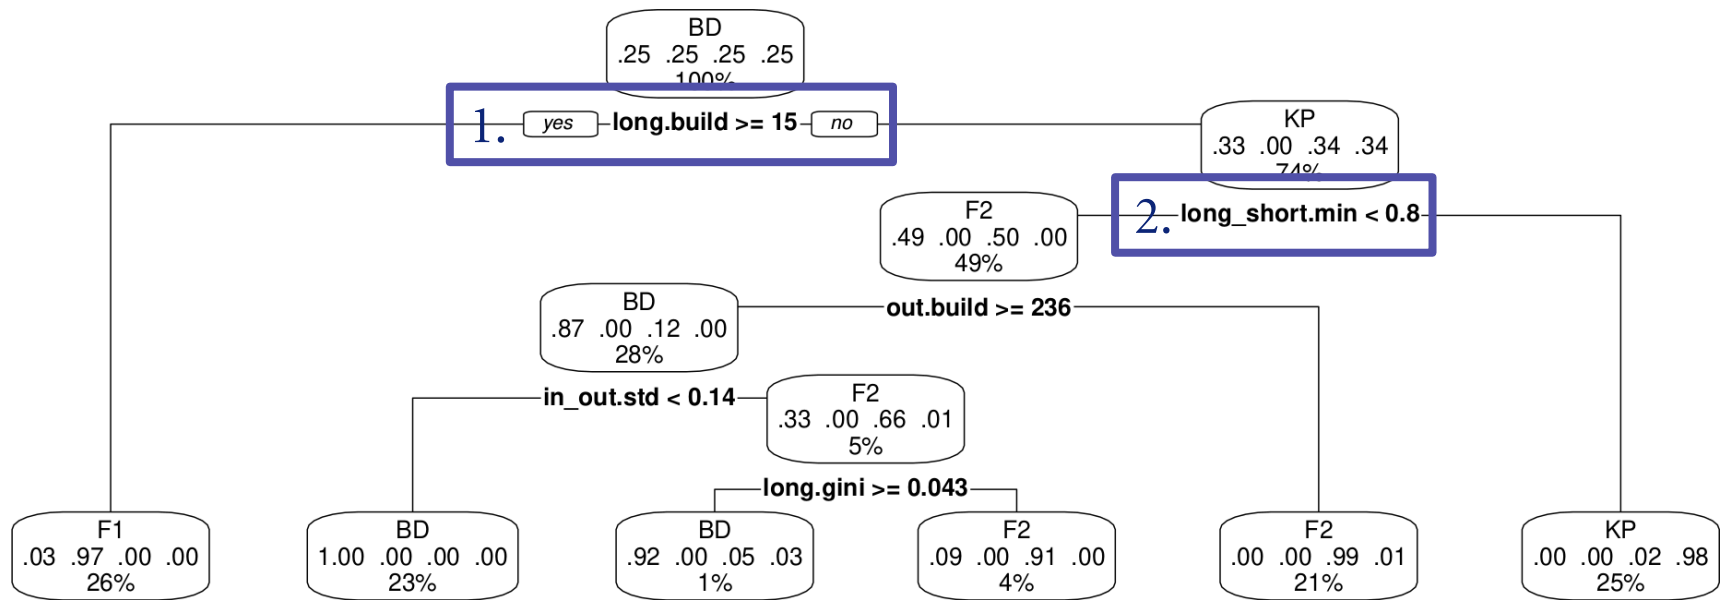 BD
.25 .25 .25 .25
100%
1. yes long.build >= 15 no
KP
.33 .00 .34 .34
74%
2. long_short.min < 0.8
F2
.49 .00 .50 .00
49%
out.build >= 236
BD
.87 .00 .12 .00
28%
in_out.std < 0.14
F2
.33 .00 .66 .01
5%
long.gini >= 0.043
F1
.03 .97 .00 .00
26%
BD
1.00 .00 .00 .00
23%
BD
.92 .00 .05 .03
1%
F2
.09 .00 .91 .00
4%
F2
.00 .00 .99 .01
21%
KP
.00 .00 .02 .98
25%